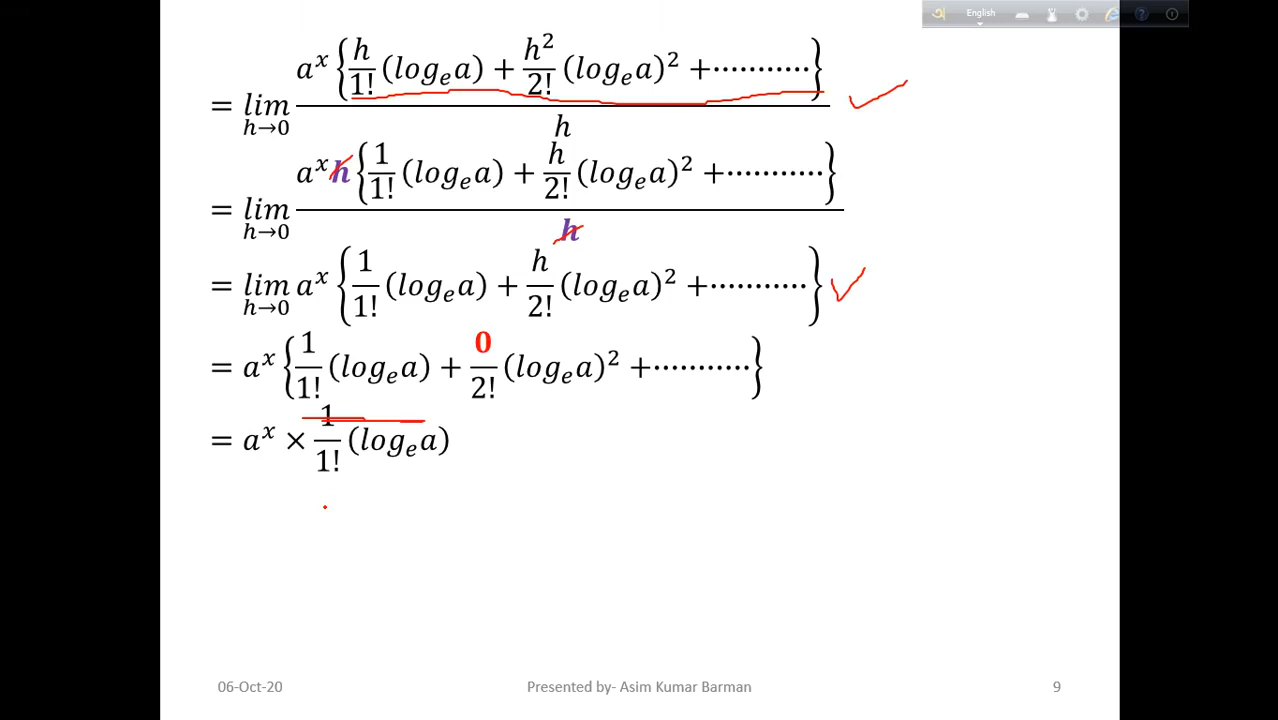 English
= lim_{h→0} a^x {h/1! (log_e a) + h²/2! (log_e a)² +···········} / h
= lim_{h→0} a^x h {1/1! (log_e a) + h/2! (log_e a)² +···········} / h
= lim_{h→0} a^x {1/1! (log_e a) + h/2! (log_e a)² +···········}
= a^x {1/1! (log_e a) + 0/2! (log_e a)² +···········}
= a^x × 1/1! (log_e a)
06-Oct-20 Presented by- Asim Kumar Barman 9